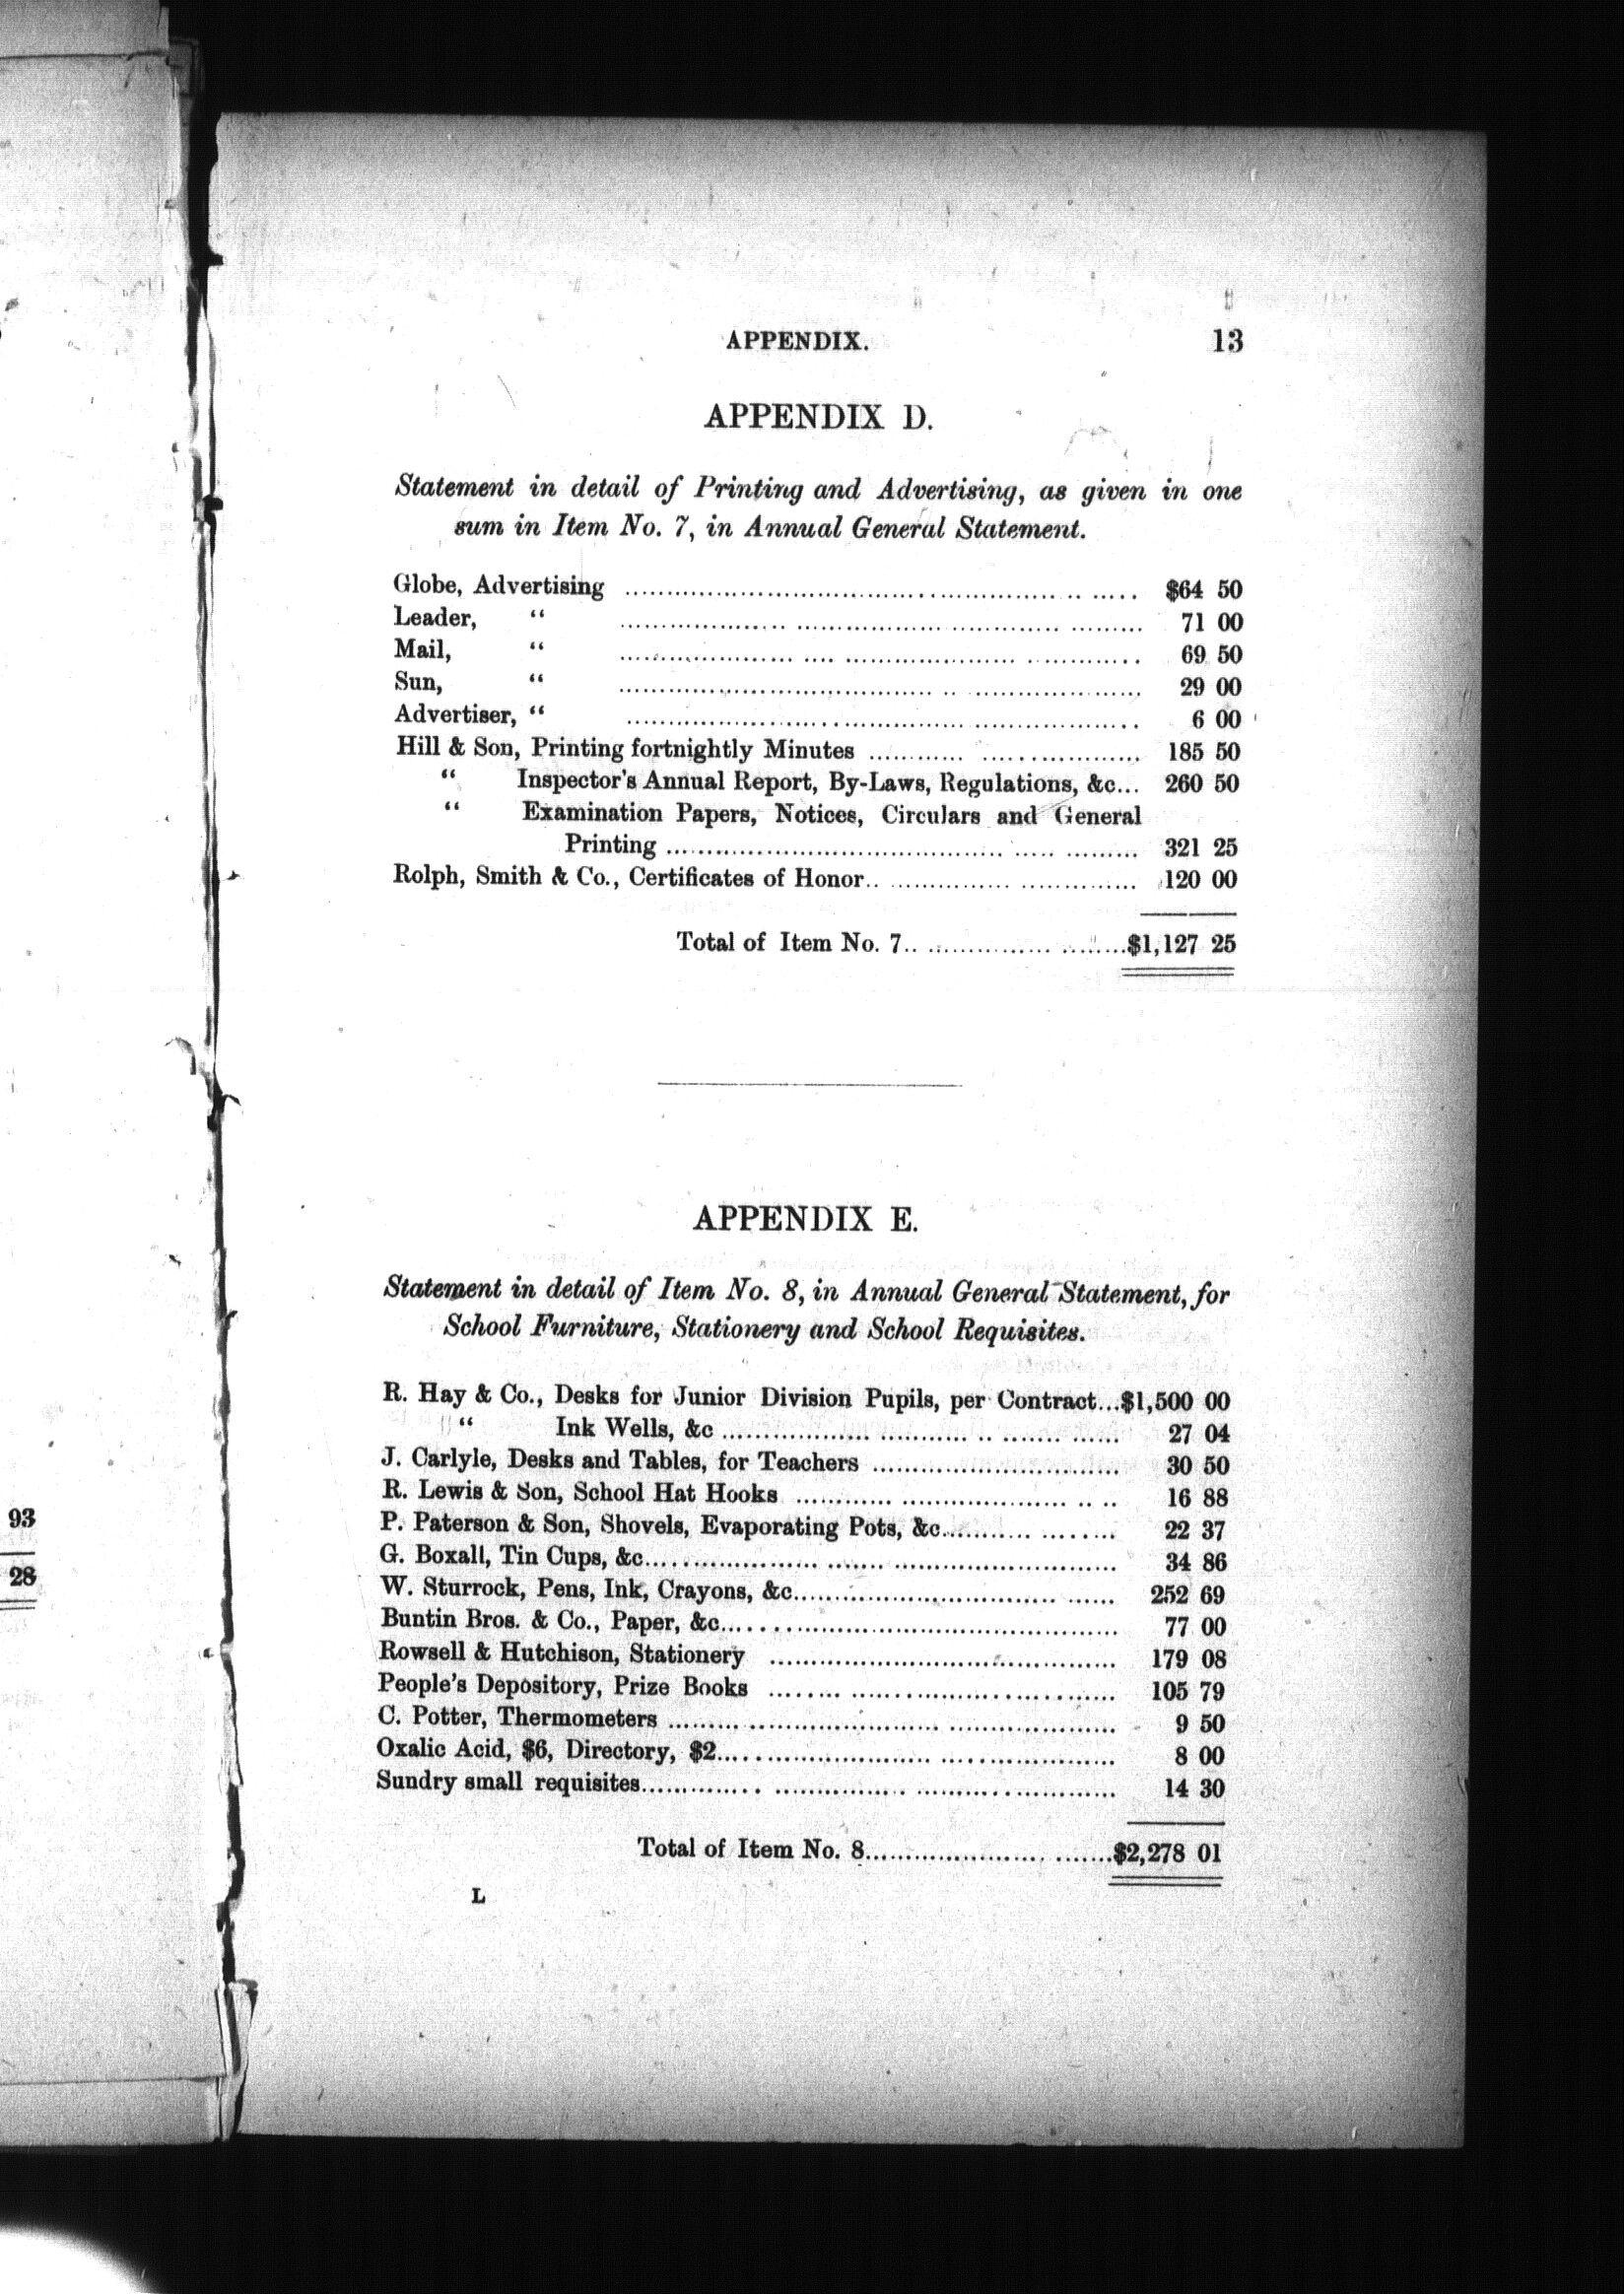 APPENDIX. 13
APPENDIX D.
Statement in detail of Printing and Advertising, as given in one
sum in Item No. 7, in Annual General Statement.
Globe, Advertising ........ $64 50
Leader, “ ........ 71 00
Mail, “ ........ 69 50
Sun, “ ........ 29 00
Advertiser, “ ........ 6 00
Hill & Son, Printing fortnightly Minutes ........ 185 50
“ Inspector's Annual Report, By-Laws, Regulations, &c... 260 50
“ Examination Papers, Notices, Circulars and General
Printing ........ 321 25
Rolph, Smith & Co., Certificates of Honor ........ 120 00
Total of Item No. 7 ........ $1,127 25
APPENDIX E.
Statement in detail of Item No. 8, in Annual General Statement, for
School Furniture, Stationery and School Requisites.
R. Hay & Co., Desks for Junior Division Pupils, per Contract...$1,500 00
“ Ink Wells, &c ........ 27 04
J. Carlyle, Desks and Tables, for Teachers ........ 30 50
R. Lewis & Son, School Hat Hooks ........ 16 88
P. Paterson & Son, Shovels, Evaporating Pots, &c ........ 22 37
G. Boxall, Tin Cups, &c ........ 34 86
W. Sturrock, Pens, Ink, Crayons, &c ........ 252 69
Buntin Bros. & Co., Paper, &c ........ 77 00
Rowsell & Hutchison, Stationery ........ 179 08
People's Depository, Prize Books ........ 105 79
C. Potter, Thermometers ........ 9 50
Oxalic Acid, $6, Directory, $2 ........ 8 00
Sundry small requisites ........ 14 30
Total of Item No. 8 ........ $2,278 01
L
93
28